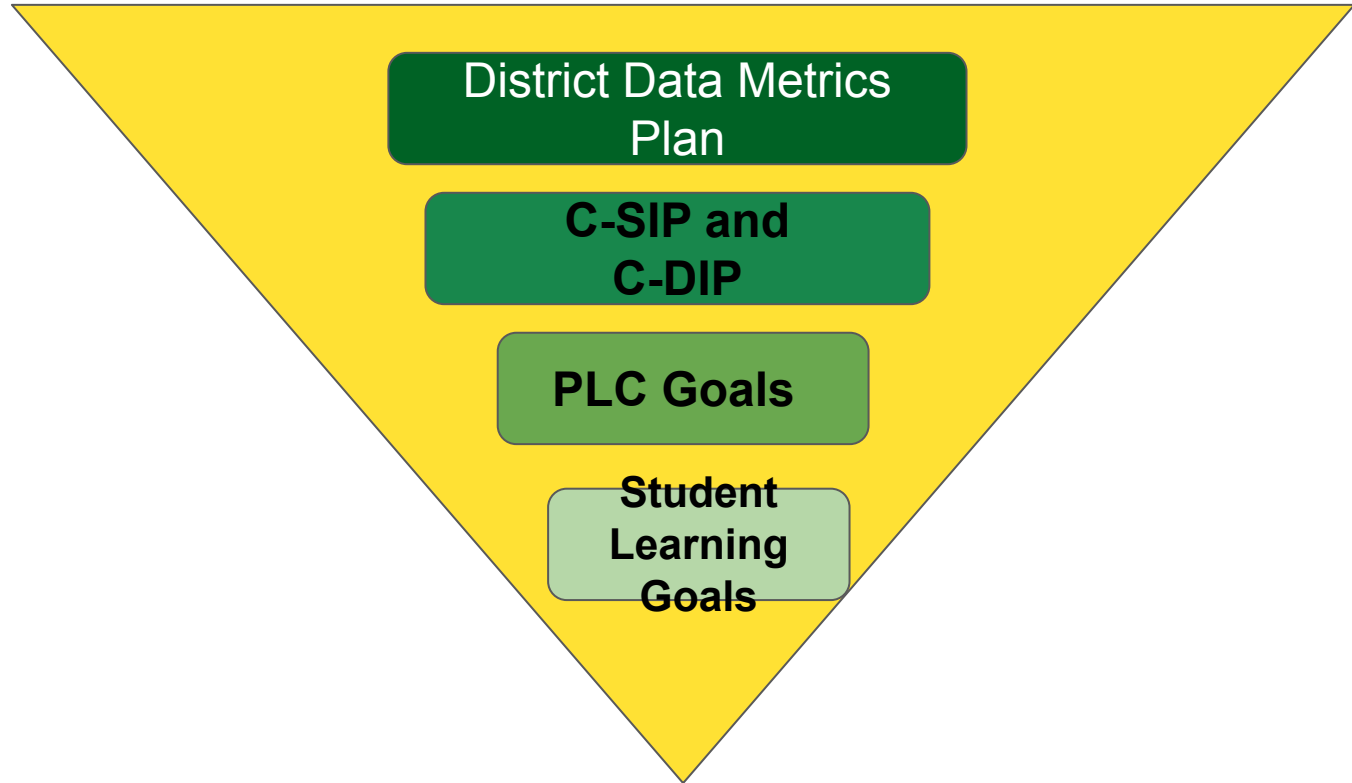 District Data Metrics
Plan
C-SIP and
C-DIP
PLC Goals
Student
Learning
Goals